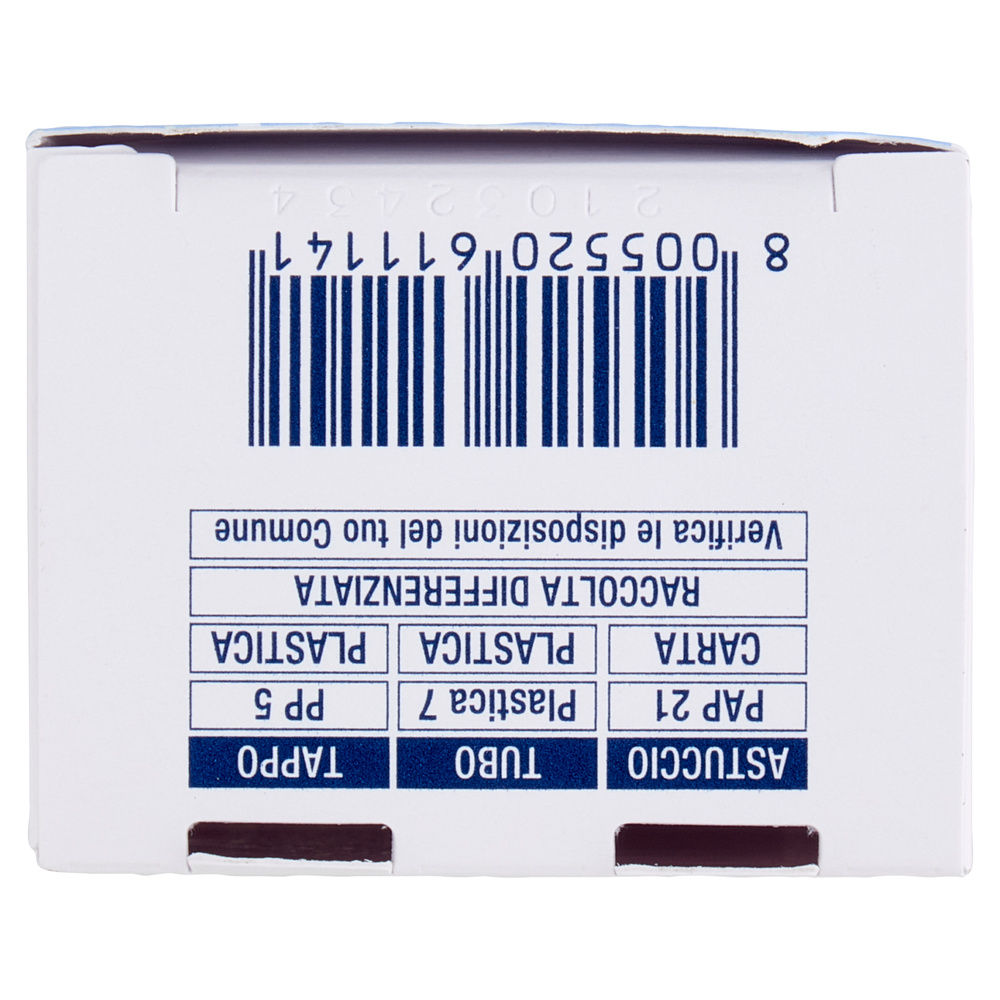 ASTUCCIO TUBO TAPPO
PAP 21 Plastica 7 PP 5
CARTA PLASTICA PLASTICA
RACCOLTA DIFFERENZIATA
Verifica le disposizioni del tuo Comune
8 005520 611141
21032434